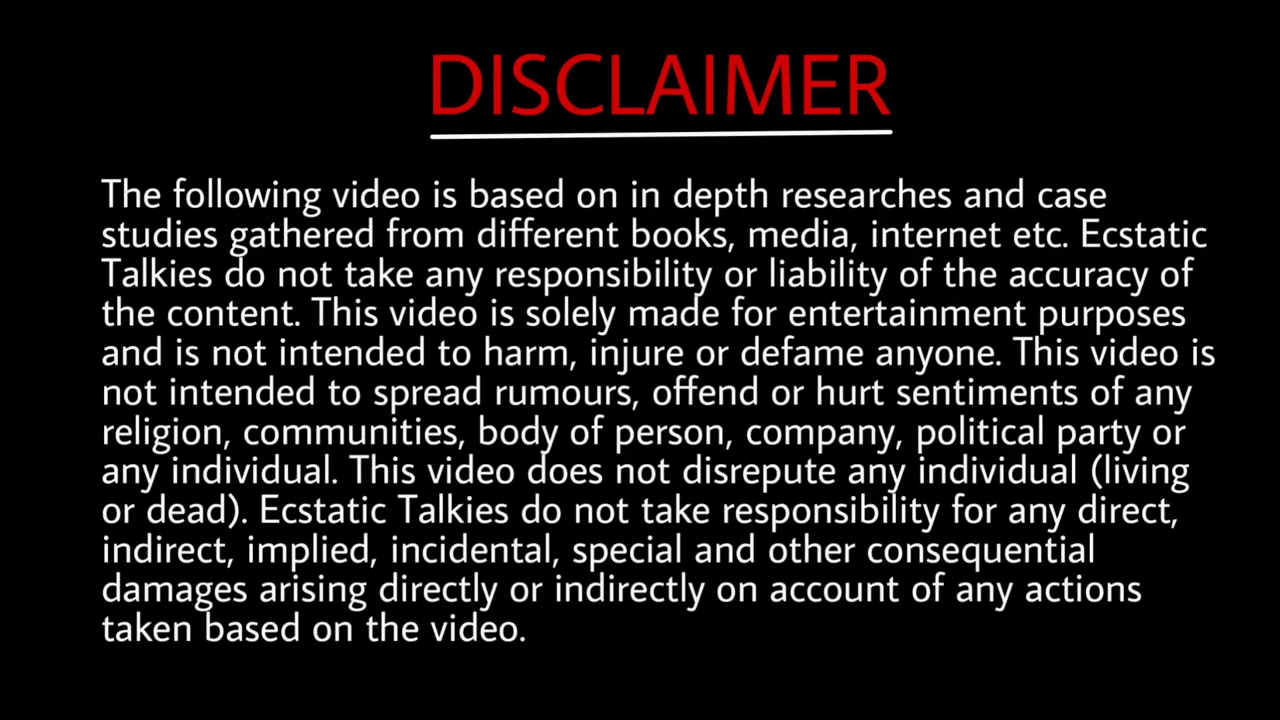 DISCLAIMER
The following video is based on in depth researches and case
studies gathered from different books, media, internet etc. Ecstatic
Talkies do not take any responsibility or liability of the accuracy of
the content. This video is solely made for entertainment purposes
and is not intended to harm, injure or defame anyone. This video is
not intended to spread rumours, offend or hurt sentiments of any
religion, communities, body of person, company, political party or
any individual. This video does not disrepute any individual (living
or dead). Ecstatic Talkies do not take responsibility for any direct,
indirect, implied, incidental, special and other consequential
damages arising directly or indirectly on account of any actions
taken based on the video.